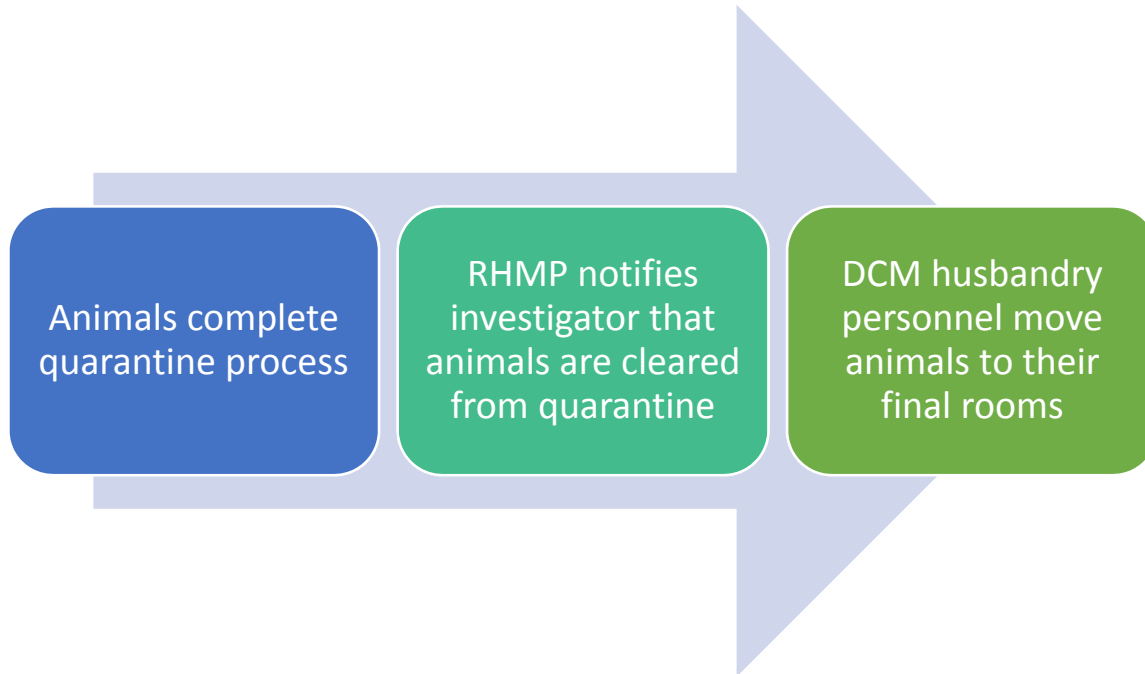 Animals complete
quarantine process
RHMP notifies
investigator that
animals are cleared
from quarantine
DCM husbandry
personnel move
animals to their
final rooms